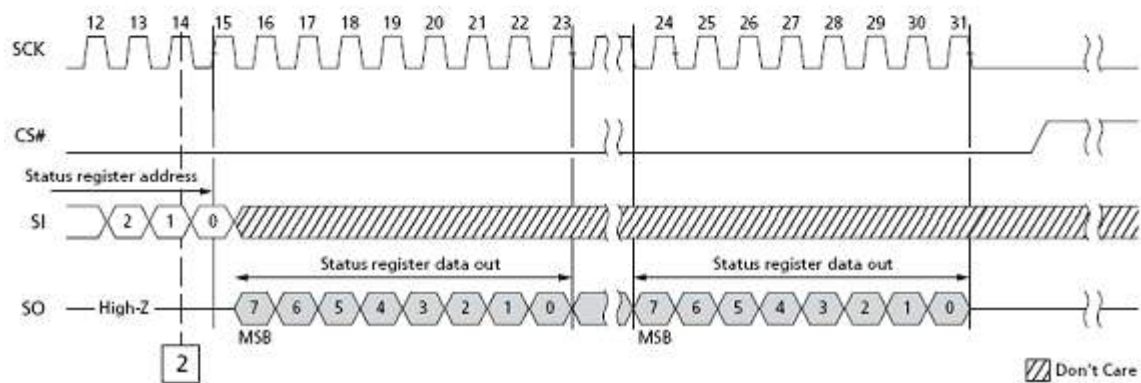 12 13 14 15 16 17 18 19 20 21 22 23 24 25 26 27 28 29 30 31
SCK
CS#
Status register address
SI 2 1 0
Status register data out Status register data out
SO High-Z 7 6 5 4 3 2 1 0 7 6 5 4 3 2 1 0
MSB MSB
2
Don't Care